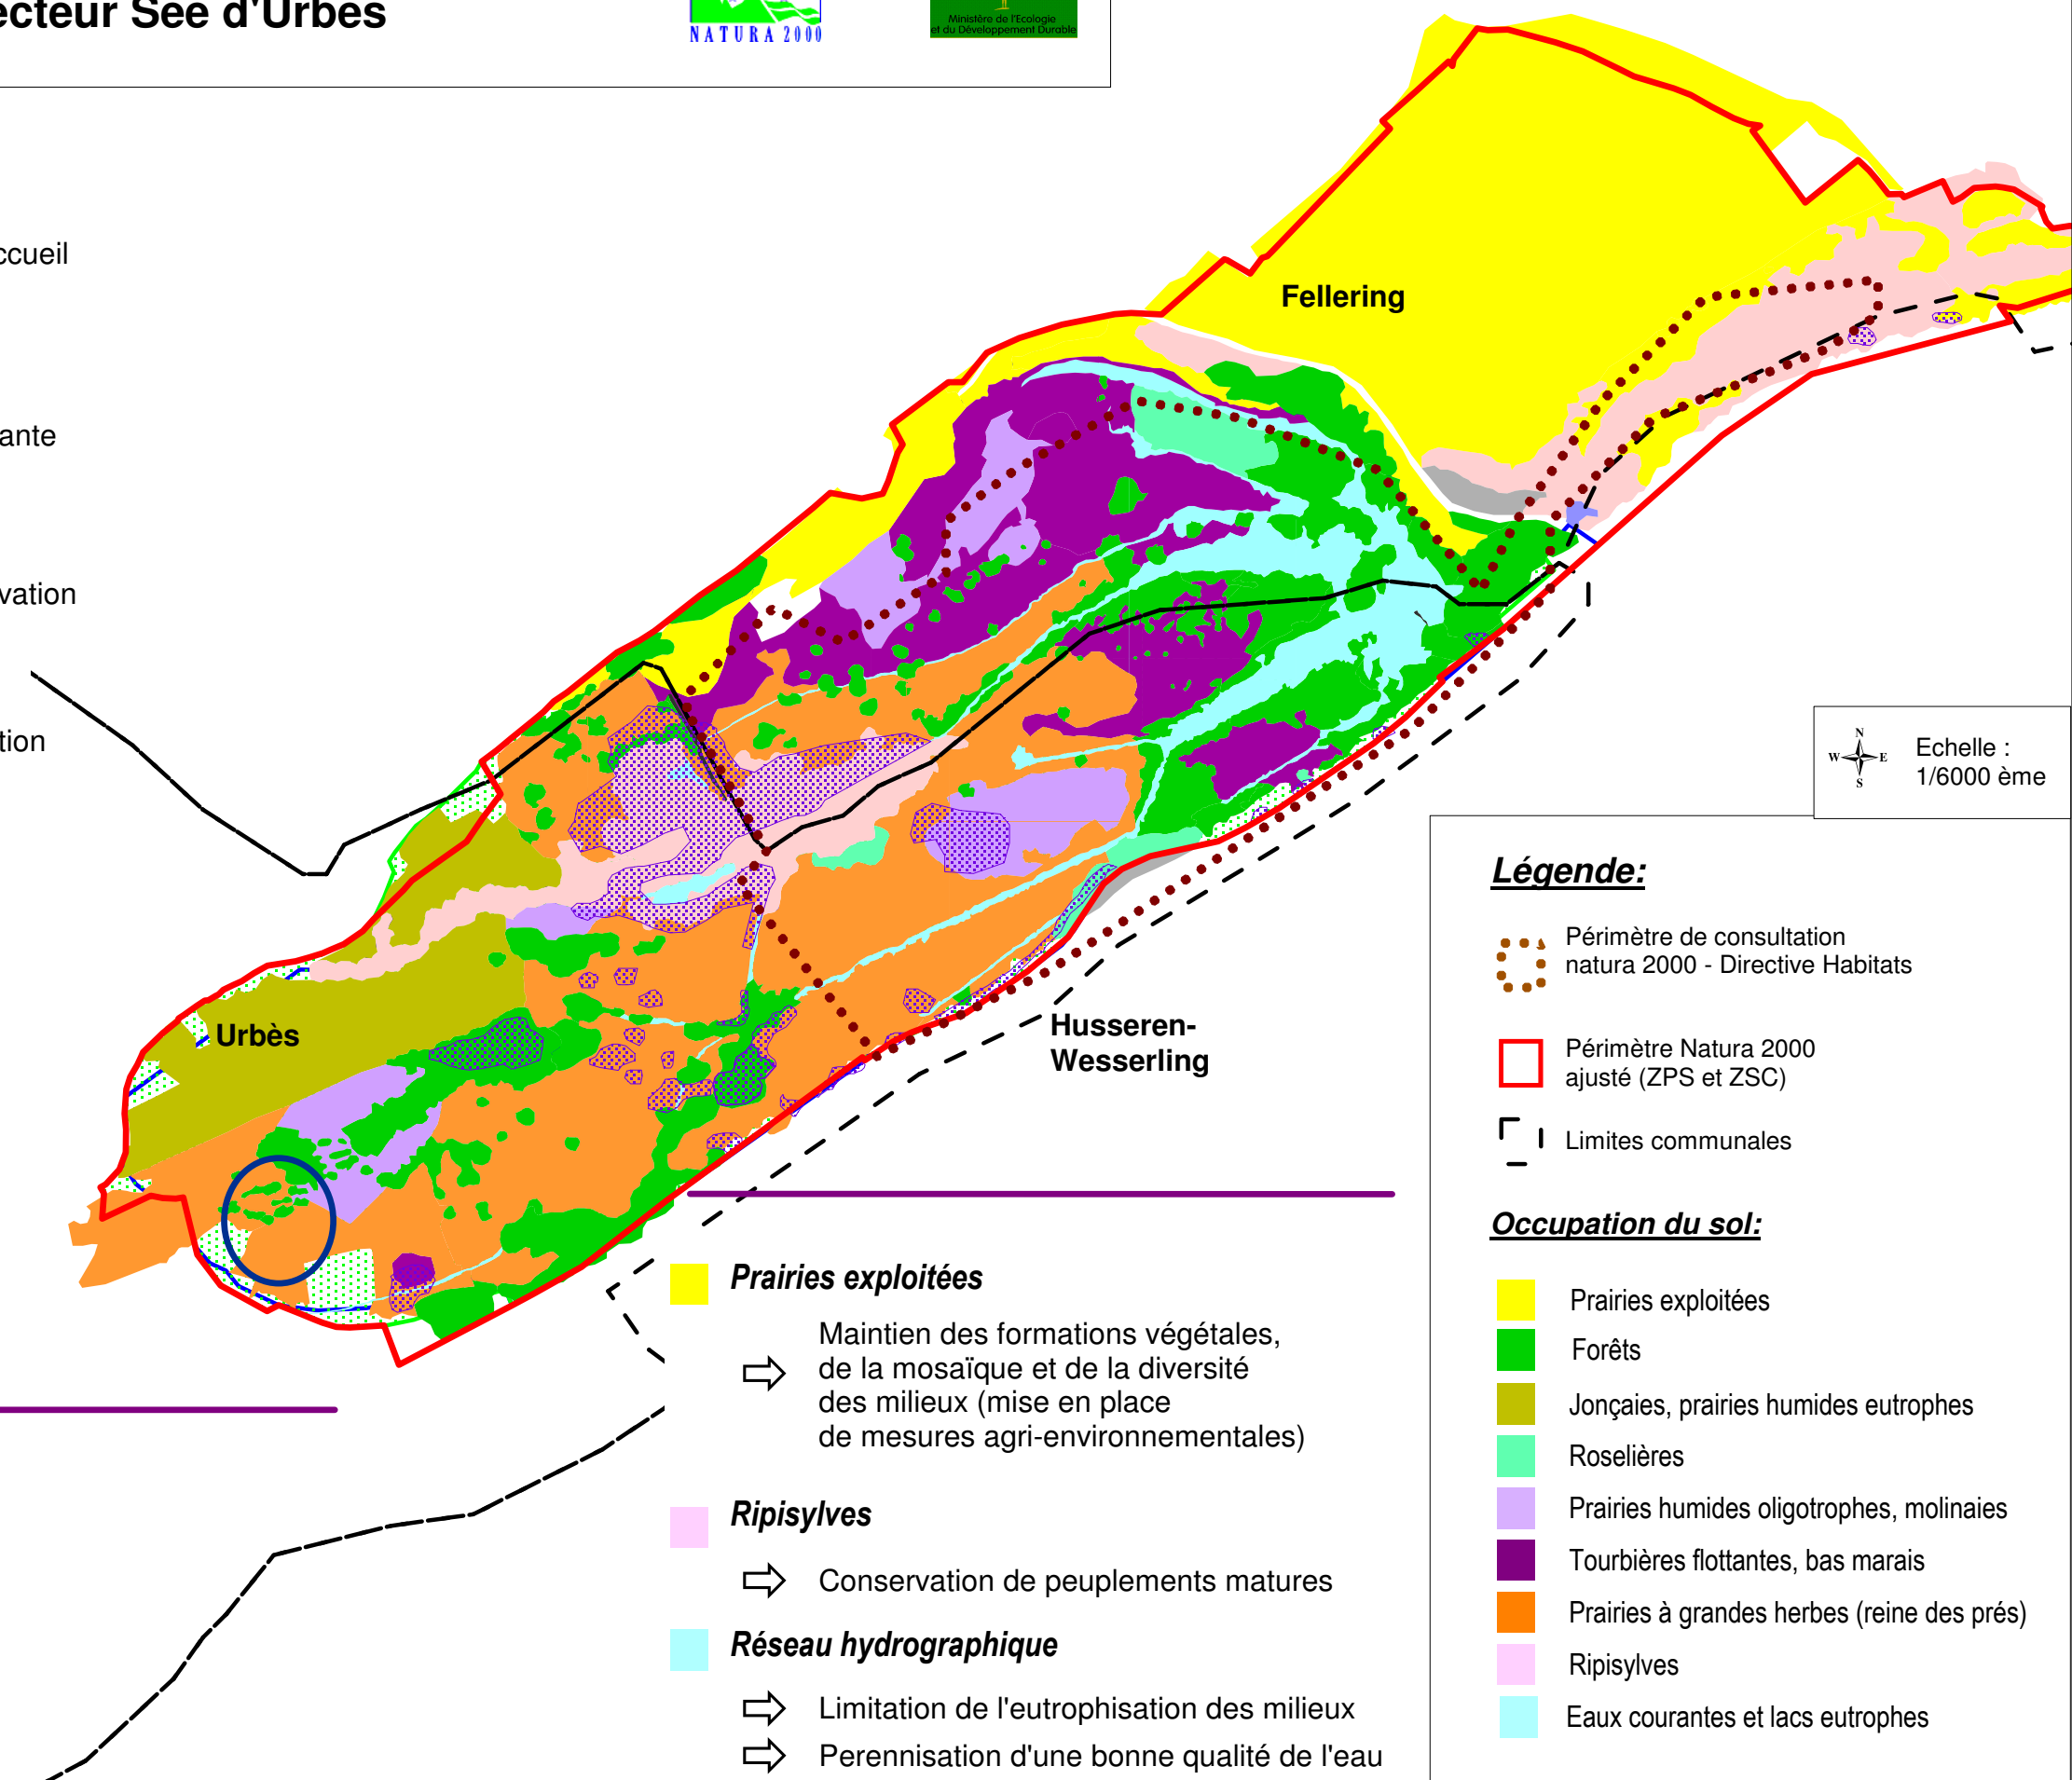 ecteur See d'Urbès
NATURA 2000
Ministère de l'Ecologie
et du Développement Durable
ccueil
ante
vation
tion
Fellering
Urbès
Husseren-
Wesserling
N
W E
S
Echelle :
1/6000 ème
Prairies exploitées
Maintien des formations végétales,
de la mosaïque et de la diversité
des milieux (mise en place
de mesures agri-environnementales)
Ripisylves
Conservation de peuplements matures
Réseau hydrographique
Limitation de l'eutrophisation des milieux
Perennisation d'une bonne qualité de l'eau
Légende:
Périmètre de consultation
natura 2000 - Directive Habitats
Périmètre Natura 2000
ajusté (ZPS et ZSC)
Limites communales
Occupation du sol:
Prairies exploitées
Forêts
Jonçaies, prairies humides eutrophes
Roselières
Prairies humides oligotrophes, molinaies
Tourbières flottantes, bas marais
Prairies à grandes herbes (reine des prés)
Ripisylves
Eaux courantes et lacs eutrophes